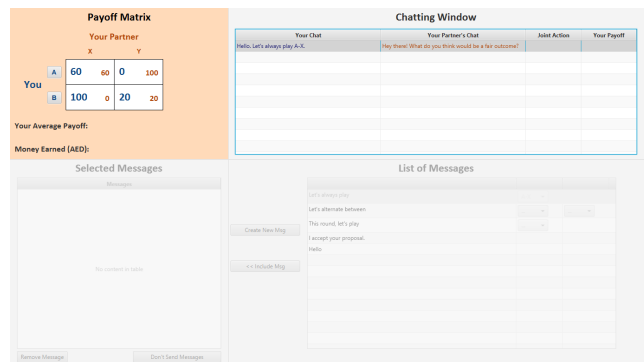 Payoff Matrix
Your Partner
X Y
You
A 60 60 0 100
B 100 0 20 20
Your Average Payoff:
Money Earned (AED):
Chatting Window
Your Chat Your Partner's Chat Joint Action Your Payoff
Hello. Let's always play A-X. Hey there! What do you think would be a fair outcome?
Selected Messages
Messages
No content in table
Remove Message Don't Send Messages
Create New Msg
<< Include Msg
List of Messages
Let's always play
Let's alternate between
This round, let's play
I accept your proposal.
Hello